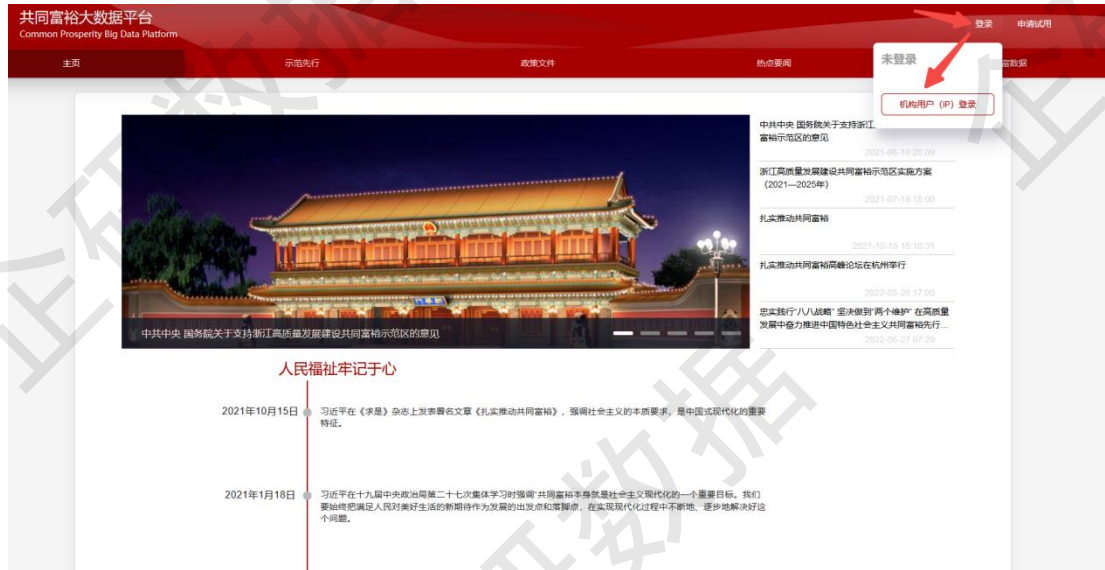 共同富裕大数据平台
Common Prosperity Big Data Platform
登录
申请试用
主页
示范先行
政策文件
热点要闻
富数据
未登录
机构用户（IP）登录
中共中央 国务院关于支持浙江
富裕示范区的意见
2021-06-10 20:09
浙江高质量发展建设共同富裕示范区实施方案
（2021—2025年）
2021-07-19 18:00
扎实推动共同富裕
2021-10-15 15:10:31
扎实推动共同富裕高峰论坛在杭州举行
2022-05-20 17:00
忠实践行“八八战略” 坚决做到“两个维护” 在高质量
发展中奋力推进中国特色社会主义共同富裕先行...
2022-06-27 07:29
中共中央 国务院关于支持浙江高质量发展建设共同富裕示范区的意见
人民福祉牢记于心
2021年10月15日
习近平在《求是》杂志上发表署名文章《扎实推动共同富裕》，强调社会主义的本质要求，是中国式现代化的重要
特征。
2021年1月18日
习近平在十九届中央政治局第二十七次集体学习时强调“共同富裕本身就是社会主义现代化的一个重要目标。我们
要始终把满足人民对美好生活的新期待作为发展的出发点和落脚点，在实现现代化过程中不断地、逐步地解决好这
个问题。
企研数据